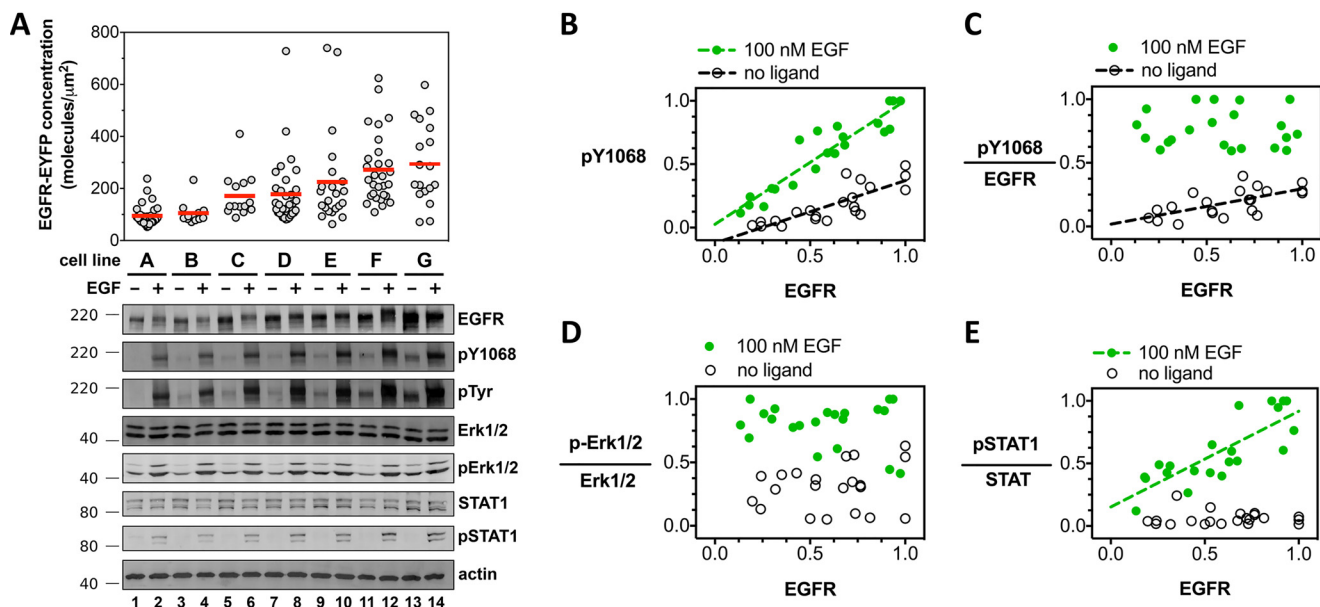 A
EGFR-EYFP concentration
(molecules/μm²)
800
600
400
200
0
cell line A B C D E F G
EGF – + – + – + – + – + – + – +
220 EGFR
220 pY1068
220 pTyr
40 Erk1/2
40 pErk1/2
80 STAT1
80 pSTAT1
40 actin
1 2 3 4 5 6 7 8 9 10 11 12 13 14
B
100 nM EGF
no ligand
pY1068
1.0
0.5
0.0
0.0 0.5 1.0
EGFR
C
100 nM EGF
no ligand
pY1068
EGFR
1.0
0.5
0.0
0.0 0.5 1.0
EGFR
D
100 nM EGF
no ligand
p-Erk1/2
Erk1/2
1.0
0.5
0.0
0.0 0.5 1.0
EGFR
E
100 nM EGF
no ligand
pSTAT1
STAT
1.0
0.5
0.0
0.0 0.5 1.0
EGFR